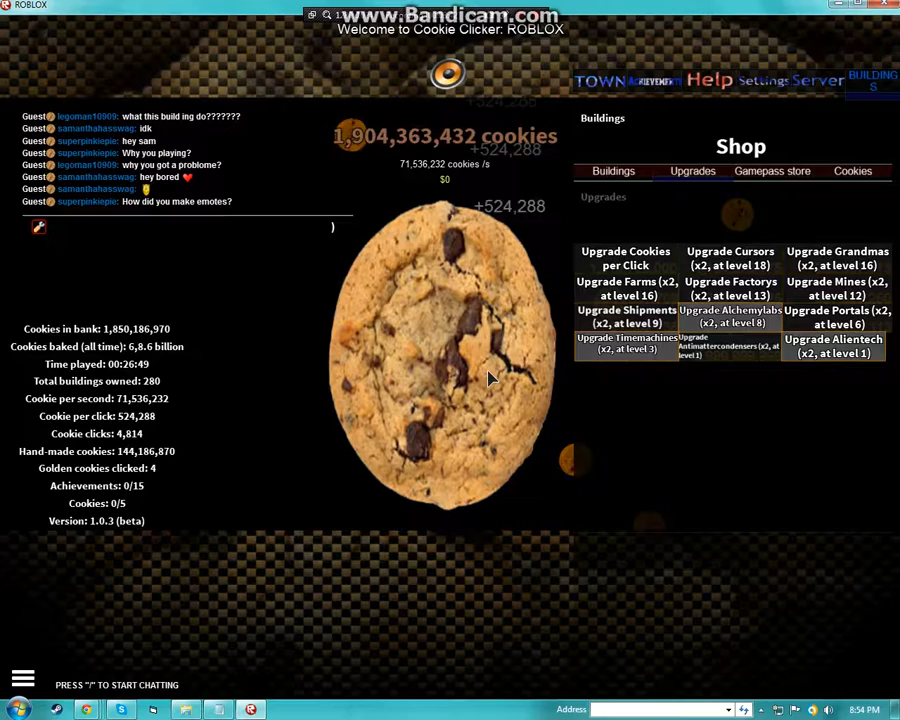 ROBLOX
www.Bandicam.com
Welcome to Cookie Clicker: ROBLOX
TOWN ACHIEVEMENTS Help Settings Server BUILDING
S
Guest legoman10909: what this build ing do???????
Guest samanthahasswag: idk
Guest superpinkiepie: hey sam
Guest superpinkiepie: Why you playing?
Guest legoman10909: why you got a problome?
Guest samanthahasswag: hey bored ❤
Guest samanthahasswag:
Guest superpinkiepie: How did you make emotes?
)
+524,288
1,904,363,432 cookies
+524,288
71,536,232 cookies /s
$0
+524,288
Cookies in bank: 1,850,186,970
Cookies baked (all time): 6,8.6 billion
Time played: 00:26:49
Total buildings owned: 280
Cookie per second: 71,536,232
Cookie per click: 524,288
Cookie clicks: 4,814
Hand-made cookies: 144,186,870
Golden cookies clicked: 4
Achievements: 0/15
Cookies: 0/5
Version: 1.0.3 (beta)
Buildings
Shop
Buildings Upgrades Gamepass store Cookies
Upgrades
Upgrade Cookies
per Click
Upgrade Cursors
(x2, at level 18)
Upgrade Grandmas
(x2, at level 16)
Upgrade Farms (x2,
at level 16)
Upgrade Factorys
(x2, at level 13)
Upgrade Mines (x2,
at level 12)
Upgrade Shipments
(x2, at level 9)
Upgrade Alchemylabs
(x2, at level 8)
Upgrade Portals (x2,
at level 6)
Upgrade Timemachines
(x2, at level 3)
Upgrade
Antimattercondensers (x2, at
level 1)
Upgrade Alientech
(x2, at level 1)
PRESS "/" TO START CHATTING
Address
8:54 PM